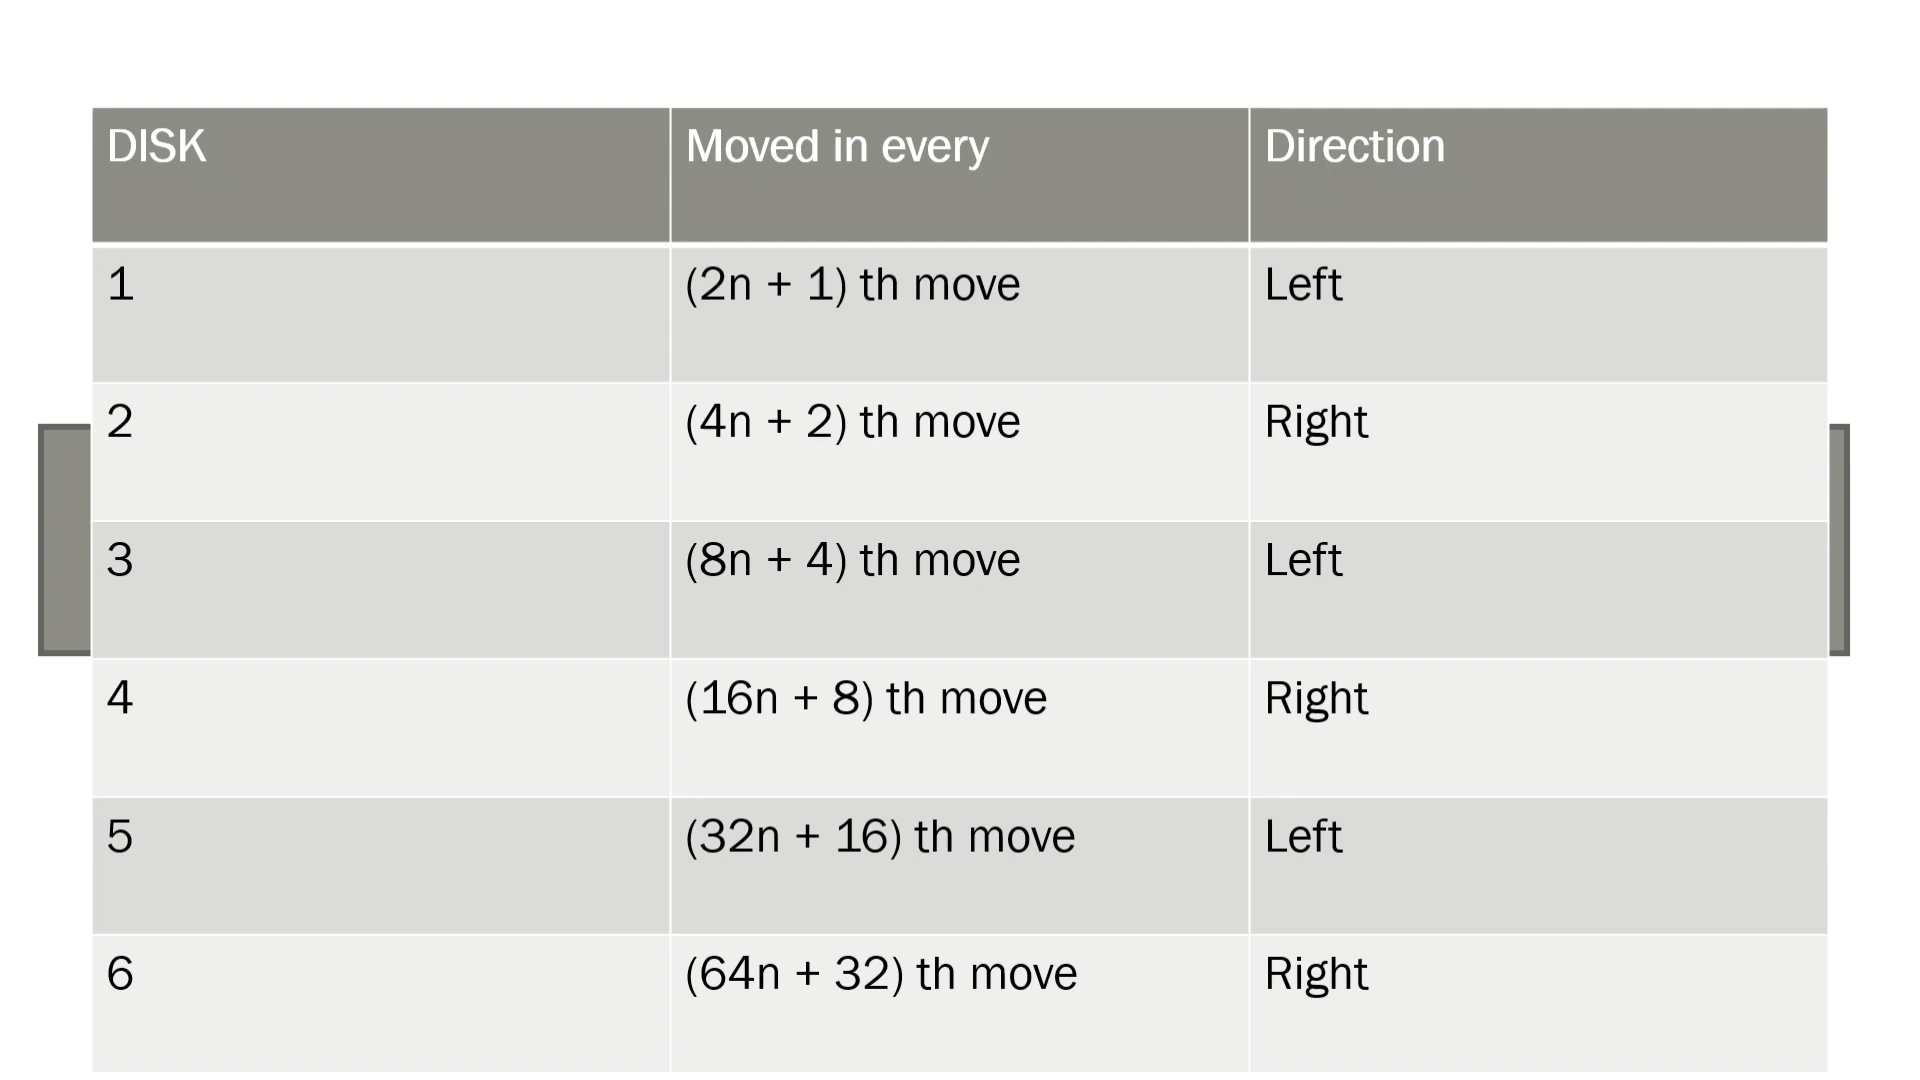 DISK Moved in every Direction
1 (2n + 1) th move Left
2 (4n + 2) th move Right
3 (8n + 4) th move Left
4 (16n + 8) th move Right
5 (32n + 16) th move Left
6 (64n + 32) th move Right